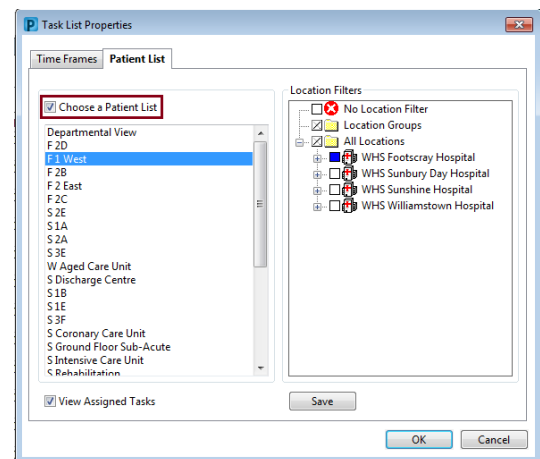 Task List Properties
Time Frames
Patient List
Choose a Patient List
Departmental View
F 2D
F 1 West
F 2B
F 2 East
F 2C
S 2E
S 1A
S 2A
S 3E
W Aged Care Unit
S Discharge Centre
S 1B
S 1E
S 3F
S Coronary Care Unit
S Ground Floor Sub-Acute
S Intensive Care Unit
S Rehabilitation
View Assigned Tasks
Location Filters
No Location Filter
Location Groups
All Locations
WHS Footscray Hospital
WHS Sunbury Day Hospital
WHS Sunshine Hospital
WHS Williamstown Hospital
Save
OK
Cancel